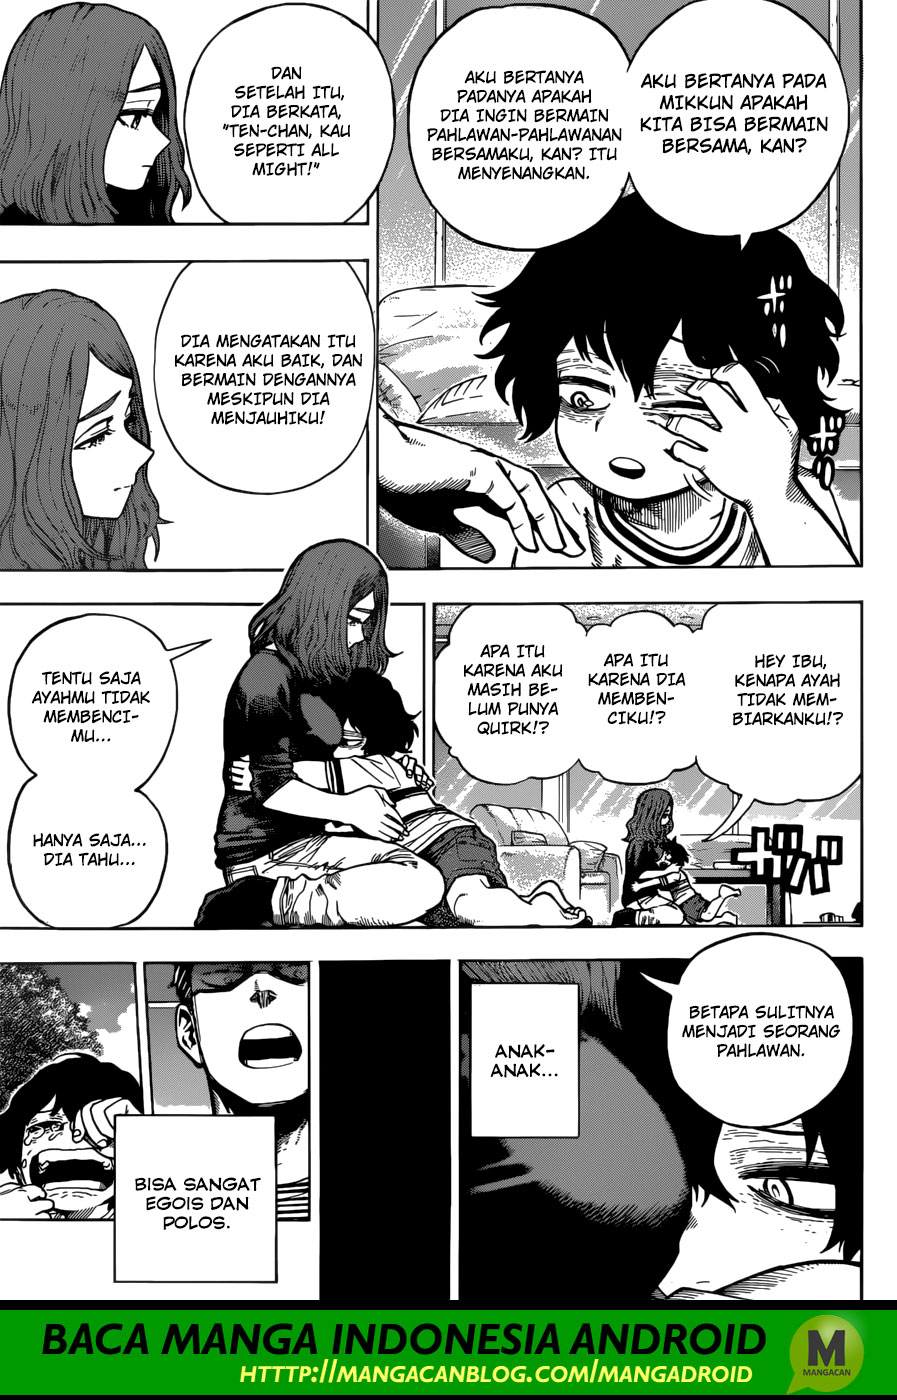 AKU BERTANYA PADA
MIKKUN APAKAH
KITA BISA BERMAIN
BERSAMA, KAN?
AKU BERTANYA
PADANYA APAKAH
DIA INGIN BERMAIN
PAHLAWAN-PAHLAWANAN
BERSAMAKU, KAN? ITU
MENYENANGKAN.
DAN
SETELAH ITU,
DIA BERKATA,
"TEN-CHAN, KAU
SEPERTI ALL
MIGHT!"
DIA MENGATAKAN ITU
KARENA AKU BAIK, DAN
BERMAIN DENGANNYA
MESKIPUN DIA
MENJAUHIKU!
HEY IBU,
KENAPA AYAH
TIDAK MEM-
BIARKANKU!?
APA ITU
KARENA DIA
MEMBEN-
CIKU!?
APA ITU
KARENA AKU
MASIH BE-
LUM PUNYA
QUIRK!?
TENTU SAJA
AYAHMU TIDAK
MEMBENCI-
MU...
HANYA SAJA...
DIA TAHU...
BETAPA SULITNYA
MENJADI SEORANG
PAHLAWAN.
ANAK-
ANAK...
BISA SANGAT
EGOIS DAN
POLOS.
BACA MANGA INDONESIA ANDROID
HTTTP://MANGACANBLOG.COM/MANGADROID
M
MANGACAN